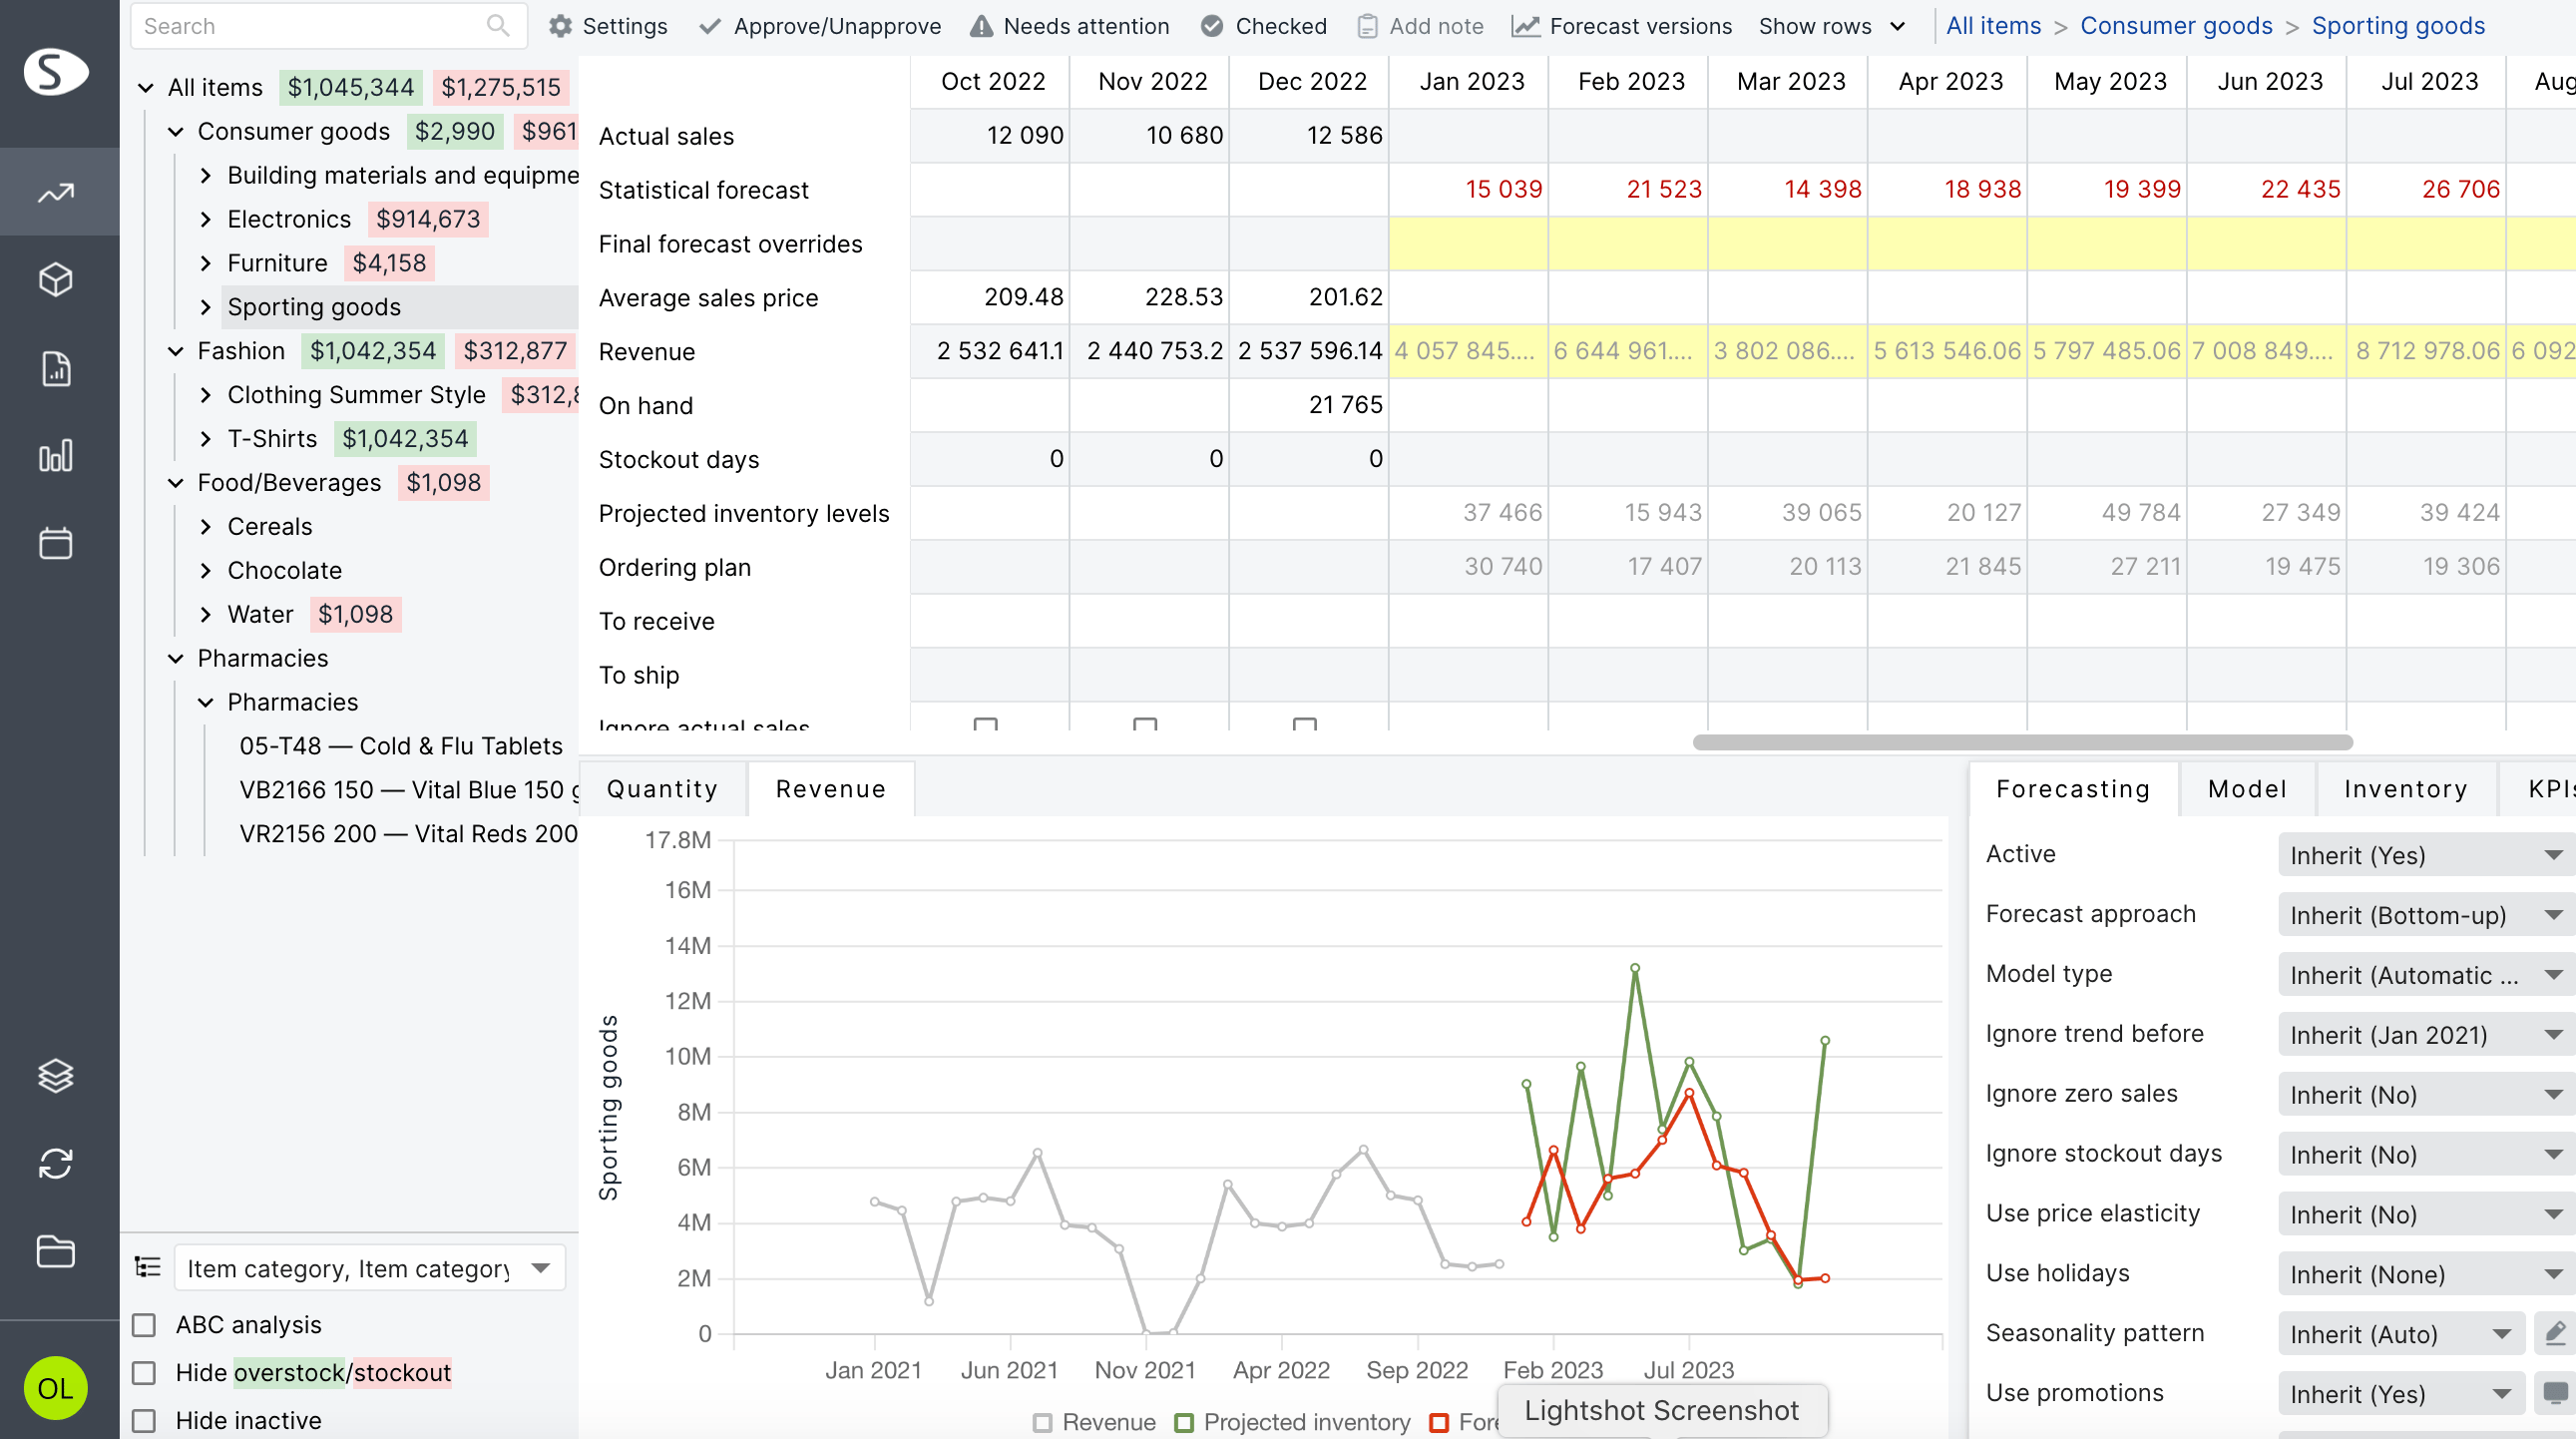 Search Settings Approve/Unapprove Needs attention Checked Add note Forecast versions Show rows All items > Consumer goods > Sporting goods
S
All items $1,045,344 $1,275,515
Consumer goods $2,990 $961
Building materials and equipme
Electronics $914,673
Furniture $4,158
Sporting goods
Fashion $1,042,354 $312,877
Clothing Summer Style $312,8
T-Shirts $1,042,354
Food/Beverages $1,098
Cereals
Chocolate
Water $1,098
Pharmacies
Pharmacies
05-T48 — Cold & Flu Tablets
VB2166 150 — Vital Blue 150 g
VR2156 200 — Vital Reds 200
Item category, Item category
ABC analysis
Hide overstock/stockout
Hide inactive
OL
Oct 2022 Nov 2022 Dec 2022 Jan 2023 Feb 2023 Mar 2023 Apr 2023 May 2023 Jun 2023 Jul 2023 Aug
Actual sales 12 090 10 680 12 586
Statistical forecast 15 039 21 523 14 398 18 938 19 399 22 435 26 706
Final forecast overrides
Average sales price 209.48 228.53 201.62
Revenue 2 532 641.1 2 440 753.2 2 537 596.14 4 057 845.... 6 644 961.... 3 802 086.... 5 613 546.06 5 797 485.06 7 008 849.... 8 712 978.06 6 092
On hand 21 765
Stockout days 0 0 0
Projected inventory levels 37 466 15 943 39 065 20 127 49 784 27 349 39 424
Ordering plan 30 740 17 407 20 113 21 845 27 211 19 475 19 306
To receive
To ship
Ignore actual sales
Quantity Revenue
17.8M
16M
14M
12M
10M
8M
6M
4M
2M
0
Sporting goods
Jan 2021 Jun 2021 Nov 2021 Apr 2022 Sep 2022 Feb 2023 Jul 2023
Revenue Projected inventory Fore
Lightshot Screenshot
Forecasting Model Inventory KPIs
Active Inherit (Yes)
Forecast approach Inherit (Bottom-up)
Model type Inherit (Automatic ...
Ignore trend before Inherit (Jan 2021)
Ignore zero sales Inherit (No)
Ignore stockout days Inherit (No)
Use price elasticity Inherit (No)
Use holidays Inherit (None)
Seasonality pattern Inherit (Auto)
Use promotions Inherit (Yes)